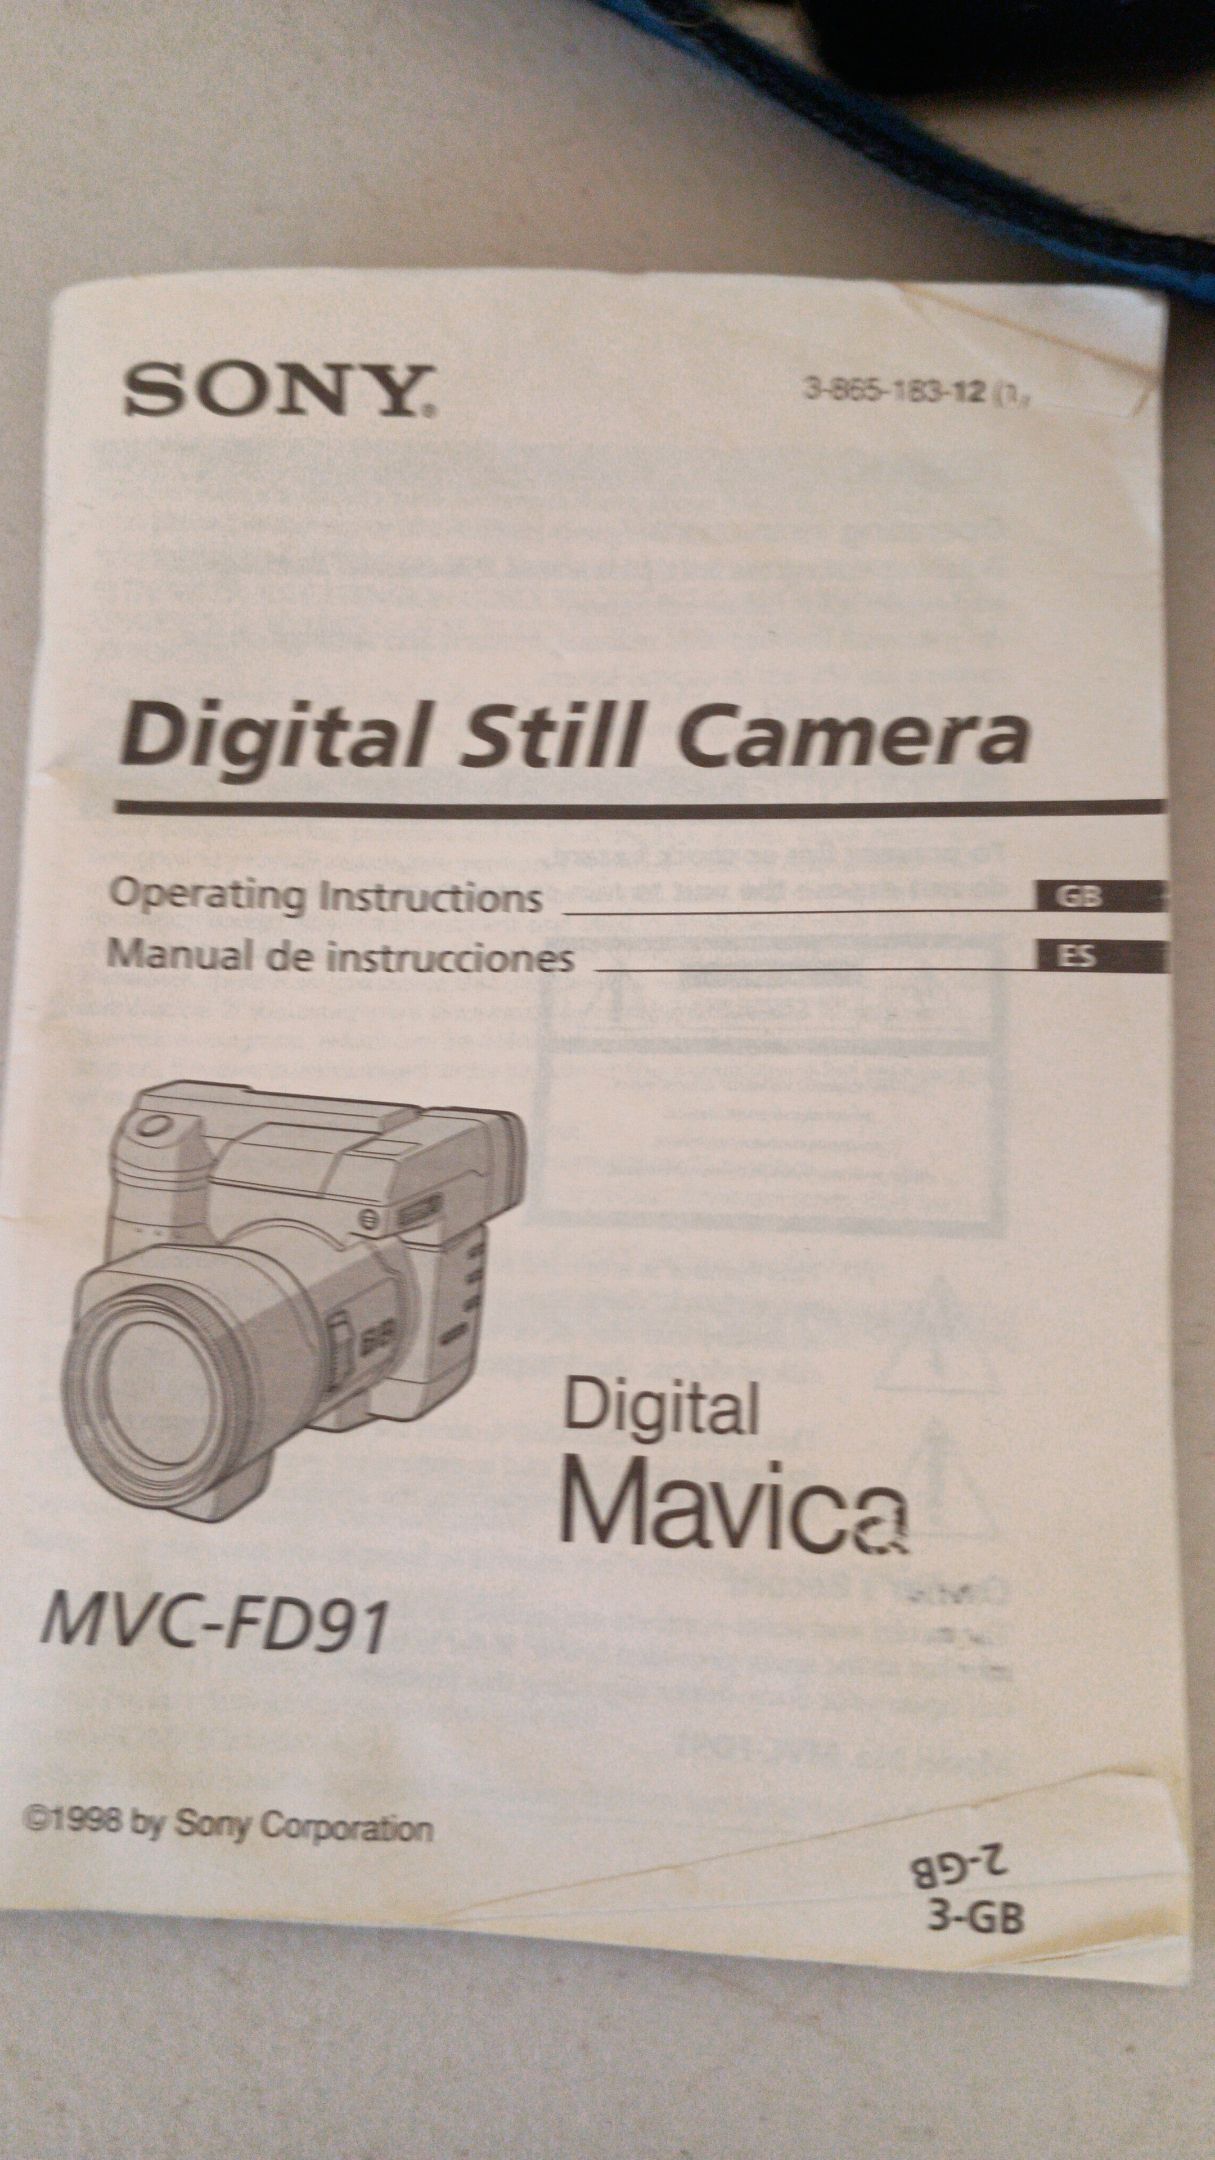 SONY®
3-865-183-12 (1)
Digital Still Camera
Operating Instructions GB
Manual de instrucciones ES
Digital
Mavica
MVC-FD91
©1998 by Sony Corporation
2-GB
3-GB